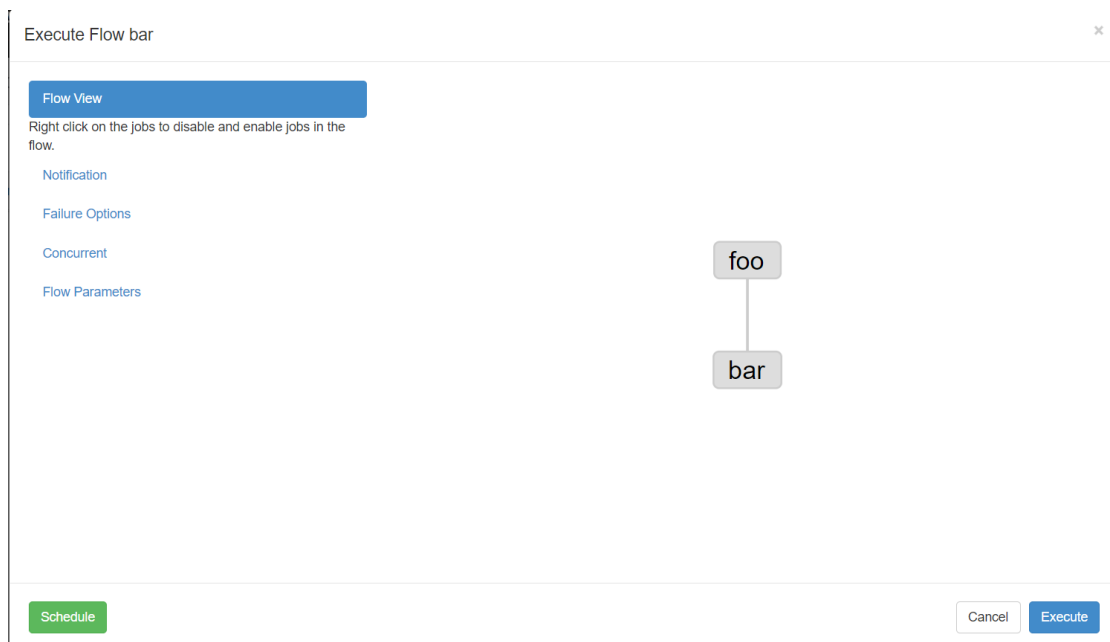 Execute Flow bar
×
Flow View
Right click on the jobs to disable and enable jobs in the
flow.
Notification
Failure Options
Concurrent
Flow Parameters
foo
bar
Schedule
Cancel
Execute